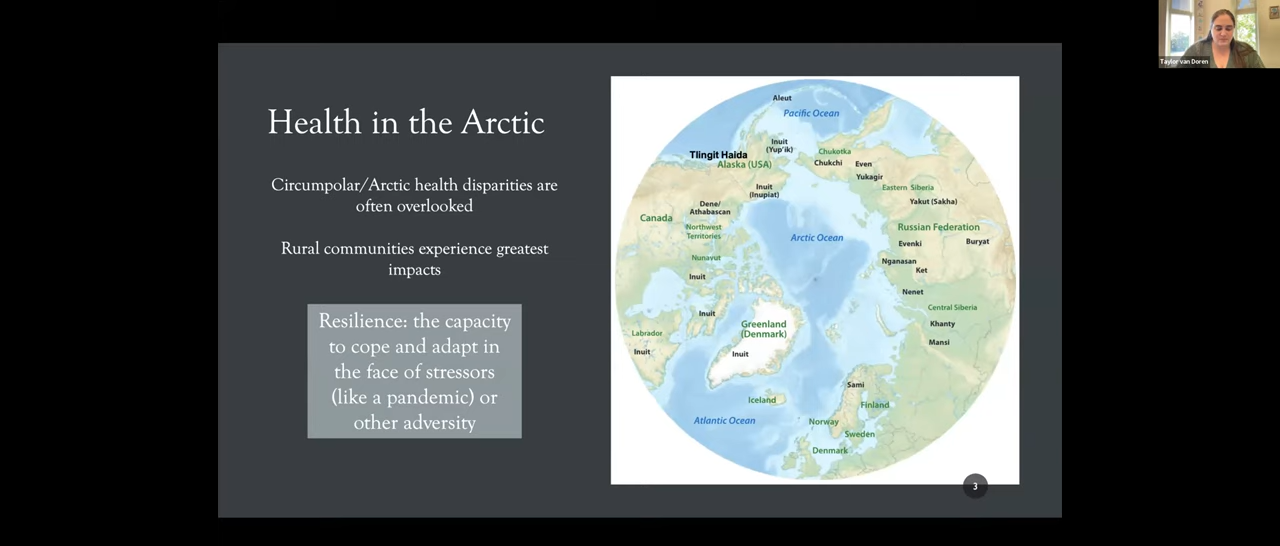 Taylor van Doren
Health in the Arctic
Circumpolar/Arctic health disparities are
often overlooked
Rural communities experience greatest
impacts
Resilience: the capacity
to cope and adapt in
the face of stressors
(like a pandemic) or
other adversity
Aleut
Pacific Ocean
Inuit
(Yup'ik)
Tlingit Haida
Alaska (USA)
Chukotka
Chukchi
Even
Yukagir
Inuit
(Inupiat)
Eastern Siberia
Yakut (Sakha)
Dene/
Athabascan
Canada
Northwest
Territories
Arctic Ocean
Russian Federation
Evenki
Buryat
Nunavut
Nganasan
Ket
Inuit
Nenet
Central Siberia
Inuit
Khanty
Greenland
(Denmark)
Labrador
Mansi
Inuit
Inuit
Sami
Iceland
Finland
Atlantic Ocean
Norway
Sweden
Denmark
3